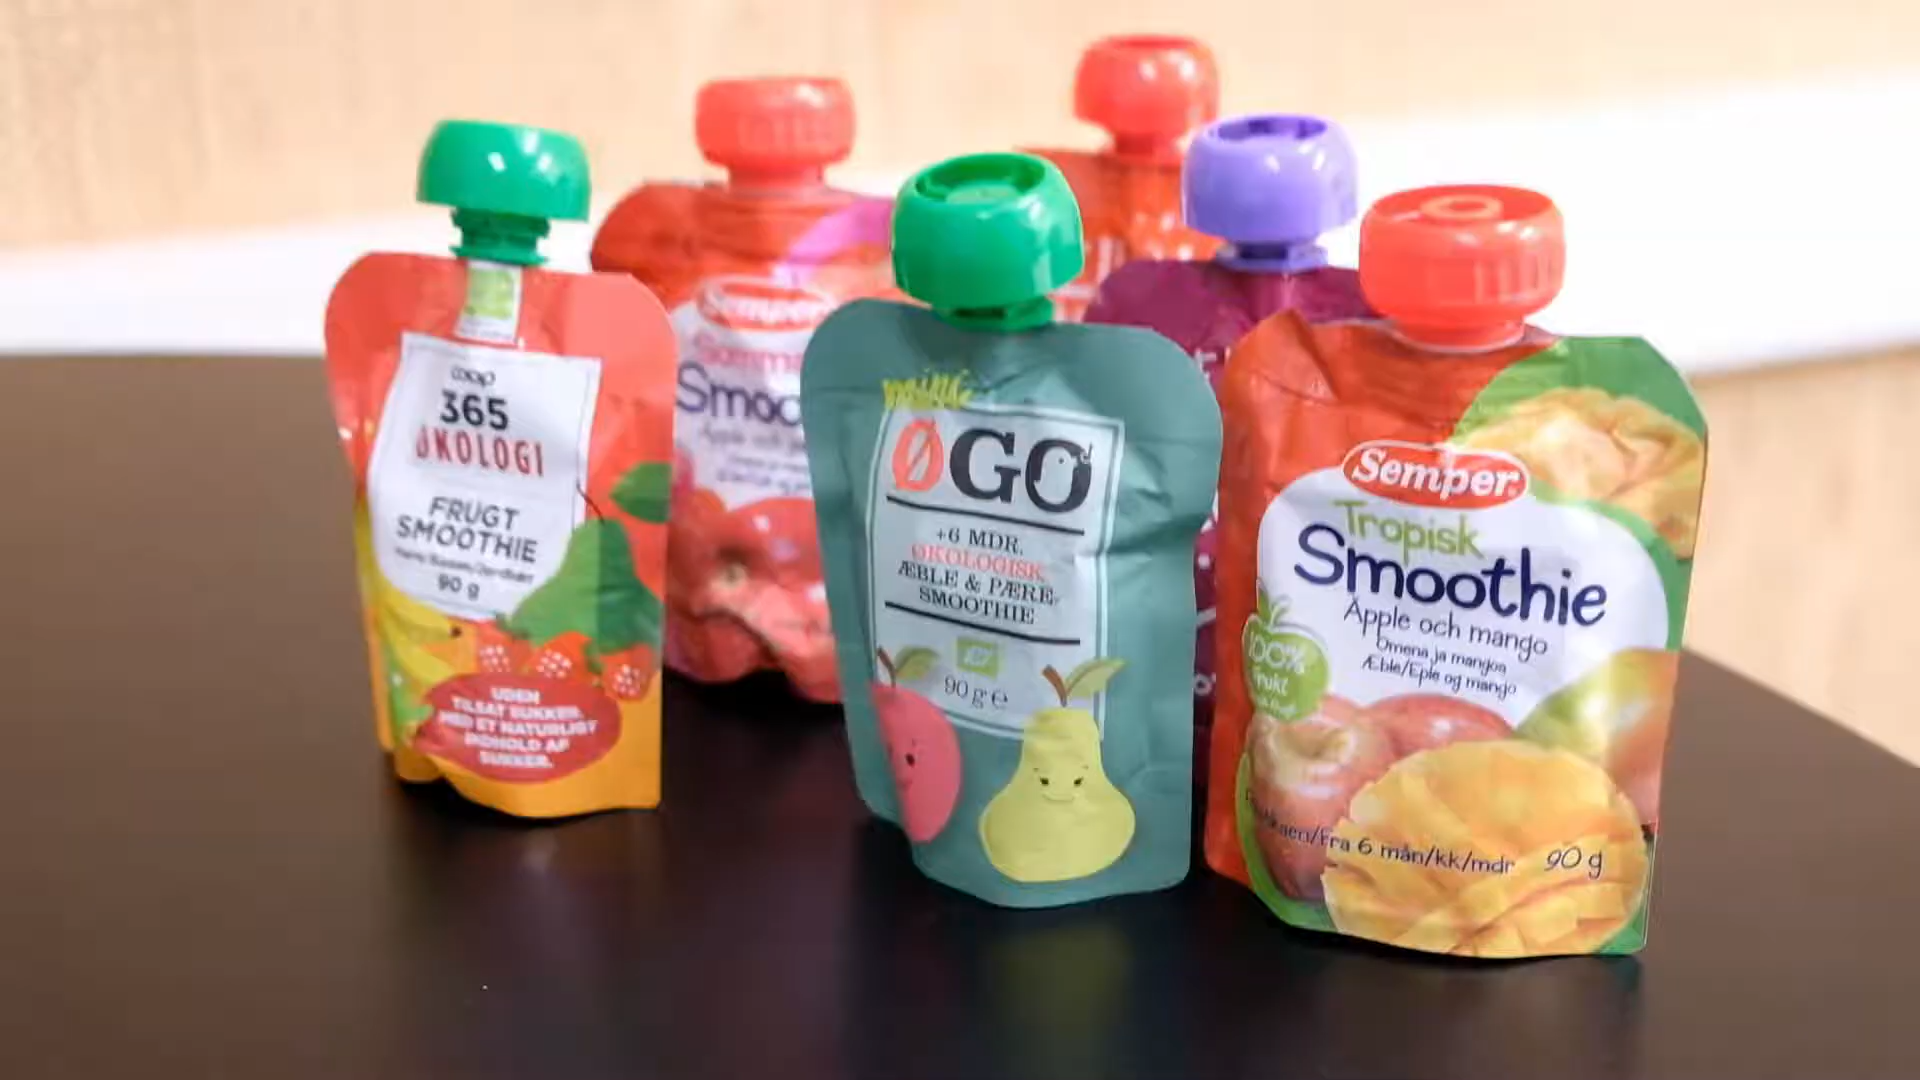 coop
365
ØKOLOGI
FRUGT
SMOOTHIE
90 g
UDEN
TILSAT SUKKER.
MED ET NATURLIGT
INDHOLD AF
SUKKER.
Semper
Smoo
mini
ØGO
+6 MDR.
ØKOLOGISK
ÆBLE & PÆRE-
SMOOTHIE
90 g e
Semper
Tropisk
Smoothie
Äpple och mango
Omena ja mangoa
Æble/Eple og mango
100%
frukt
/Fra 6 mån/kk/mdr
90 g